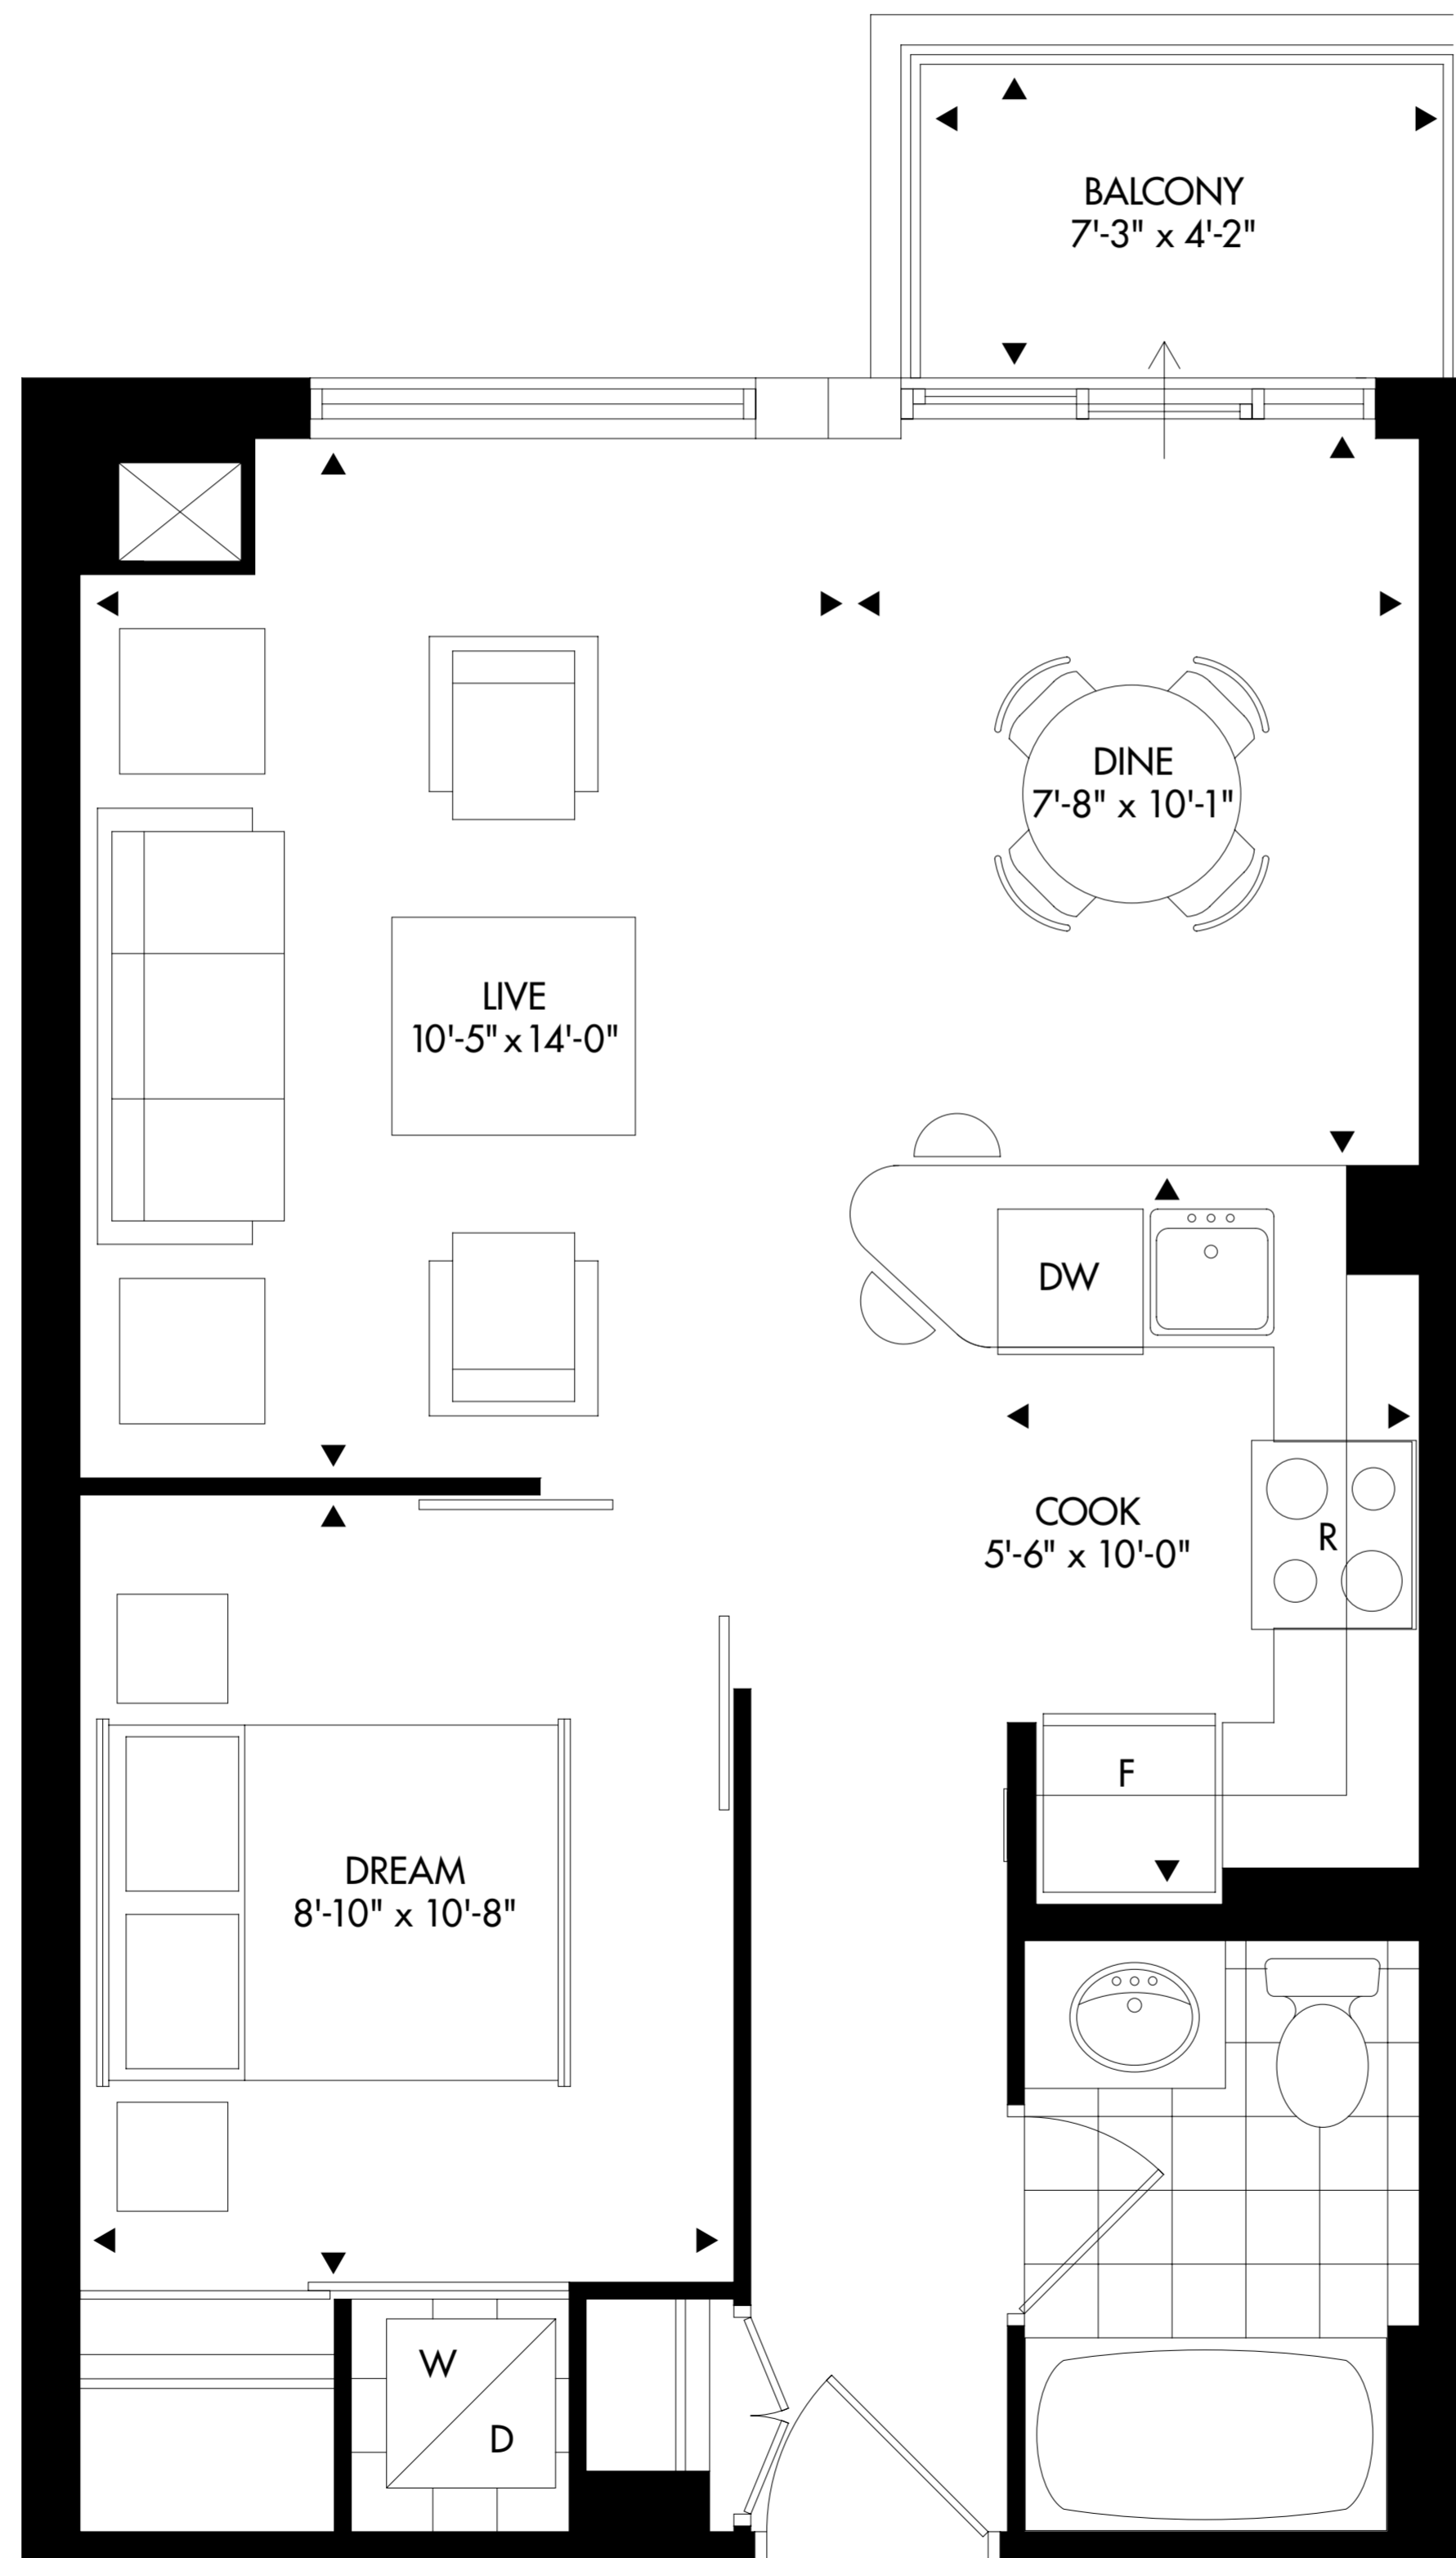 BALCONY
7'-3" x 4'-2"
DINE
7'-8" x 10'-1"
LIVE
10'-5" x 14'-0"
DW
COOK
5'-6" x 10'-0"
R
F
DREAM
8'-10" x 10'-8"
W
D